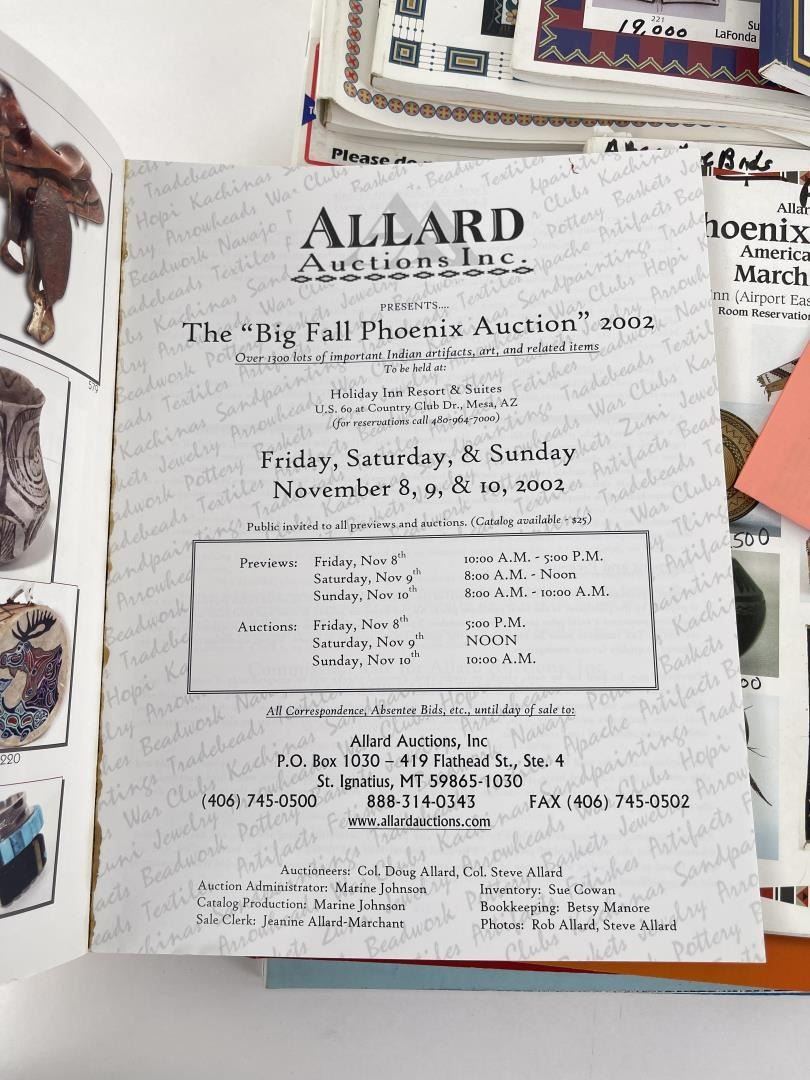 221
19,000
Su
LaFonda
Please do
Birds
Allar
hoenix
America
March
nn (Airport Eas
Room Reservation
500
00
579
220
ALLARD
Auctions Inc.
PRESENTS....
The “Big Fall Phoenix Auction” 2002
Over 1300 lots of important Indian artifacts, art, and related items
To be held at:
Holiday Inn Resort & Suites
U.S. 60 at Country Club Dr., Mesa, AZ
(for reservations call 480-964-7000)
Friday, Saturday, & Sunday
November 8, 9, & 10, 2002
Public invited to all previews and auctions. (Catalog available - $25)
Previews: Friday, Nov 8th 10:00 A.M. - 5:00 P.M.
Saturday, Nov 9th 8:00 A.M. - Noon
Sunday, Nov 10th 8:00 A.M. - 10:00 A.M.
Auctions: Friday, Nov 8th 5:00 P.M.
Saturday, Nov 9th NOON
Sunday, Nov 10th 10:00 A.M.
All Correspondence, Absentee Bids, etc., until day of sale to:
Allard Auctions, Inc
P.O. Box 1030 – 419 Flathead St., Ste. 4
St. Ignatius, MT 59865-1030
(406) 745-0500 888-314-0343 FAX (406) 745-0502
www.allardauctions.com
Auctioneers: Col. Doug Allard, Col. Steve Allard
Auction Administrator: Marine Johnson Inventory: Sue Cowan
Catalog Production: Marine Johnson Bookkeeping: Betsy Manore
Sale Clerk: Jeanine Allard-Marchant Photos: Rob Allard, Steve Allard